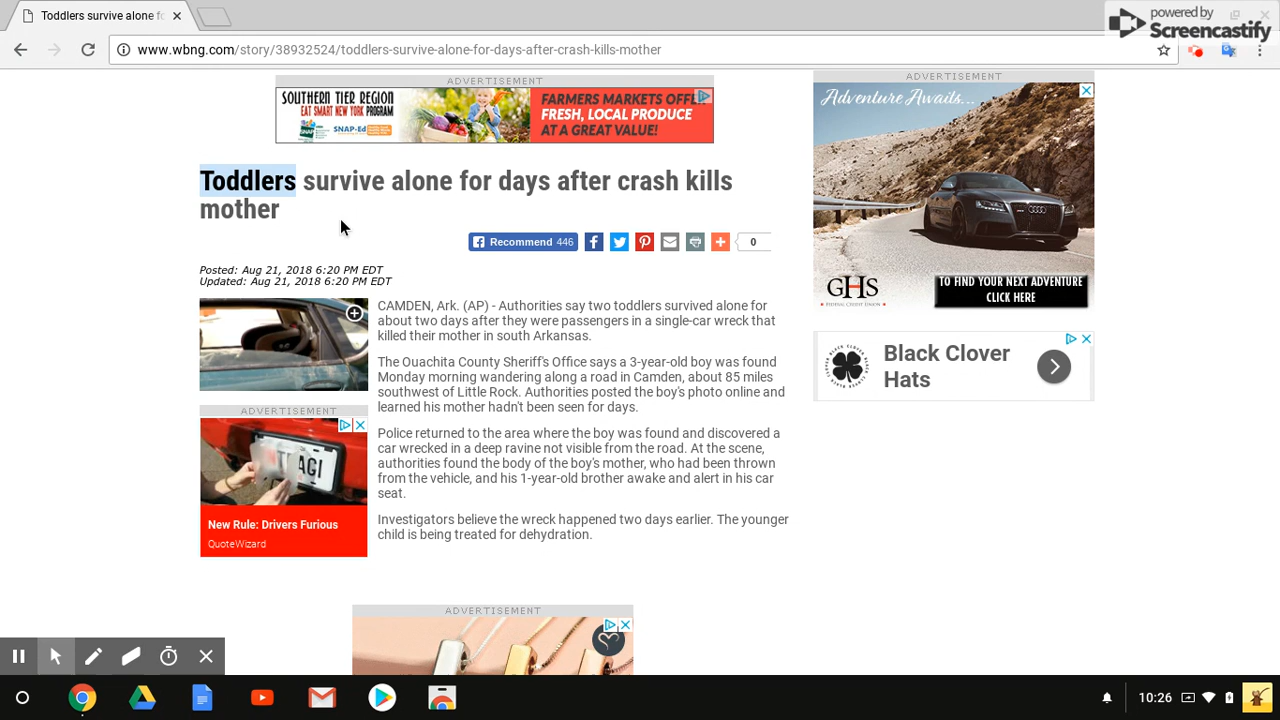 Toddlers survive alone fo
powered by
Screencastify
www.wbng.com/story/38932524/toddlers-survive-alone-for-days-after-crash-kills-mother
ADVERTISEMENT
SOUTHERN TIER REGION
EAT SMART NEW YORK PROGRAM
SNAP
SNAP-Ed
FARMERS MARKETS OFFER
FRESH, LOCAL PRODUCE
AT A GREAT VALUE!
Toddlers survive alone for days after crash kills
mother
Recommend 446
0
Posted: Aug 21, 2018 6:20 PM EDT
Updated: Aug 21, 2018 6:20 PM EDT
CAMDEN, Ark. (AP) - Authorities say two toddlers survived alone for
about two days after they were passengers in a single-car wreck that
killed their mother in south Arkansas.
The Ouachita County Sheriff's Office says a 3-year-old boy was found
Monday morning wandering along a road in Camden, about 85 miles
southwest of Little Rock. Authorities posted the boy's photo online and
learned his mother hadn't been seen for days.
Police returned to the area where the boy was found and discovered a
car wrecked in a deep ravine not visible from the road. At the scene,
authorities found the body of the boy's mother, who had been thrown
from the vehicle, and his 1-year-old brother awake and alert in his car
seat.
Investigators believe the wreck happened two days earlier. The younger
child is being treated for dehydration.
ADVERTISEMENT
AGI
New Rule: Drivers Furious
QuoteWizard
ADVERTISEMENT
ADVERTISEMENT
Adventure Awaits...
GHS
FEDERAL CREDIT UNION
TO FIND YOUR NEXT ADVENTURE
CLICK HERE
Black Clover
Hats
10:26